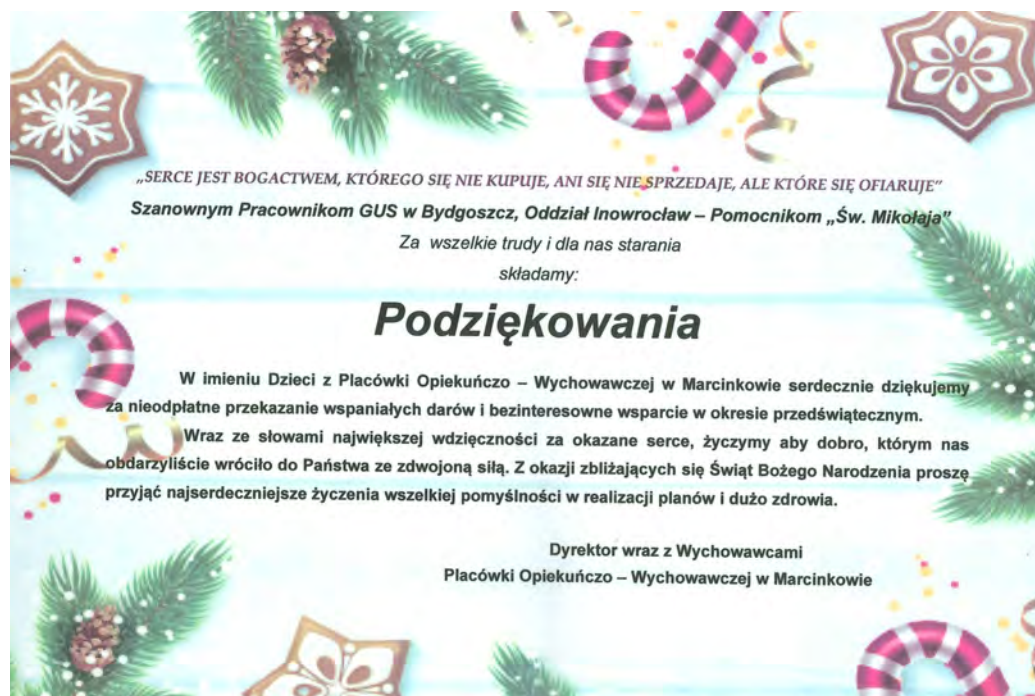 „SERCE JEST BOGACTWEM, KTÓREGO SIĘ NIE KUPUJE, ANI SIĘ NIE SPRZEDAJE, ALE KTÓRE SIĘ OFIARUJE”
Szanownym Pracownikom GUS w Bydgoszcz, Oddział Inowrocław – Pomocnikom „Św. Mikołaja”
Za wszelkie trudy i dla nas starania
składamy:
Podziękowania
W imieniu Dzieci z Placówki Opiekuńczo – Wychowawczej w Marcinkowie serdecznie dziękujemy
za nieodpłatne przekazanie wspaniałych darów i bezinteresowne wsparcie w okresie przedświątecznym.
Wraz ze słowami największej wdzięczności za okazane serce, życzymy aby dobro, którym nas
obdarzyliście wróciło do Państwa ze zdwojoną siłą. Z okazji zbliżających się Świąt Bożego Narodzenia proszę
przyjąć najserdeczniejsze życzenia wszelkiej pomyślności w realizacji planów i dużo zdrowia.
Dyrektor wraz z Wychowawcami
Placówki Opiekuńczo – Wychowawczej w Marcinkowie